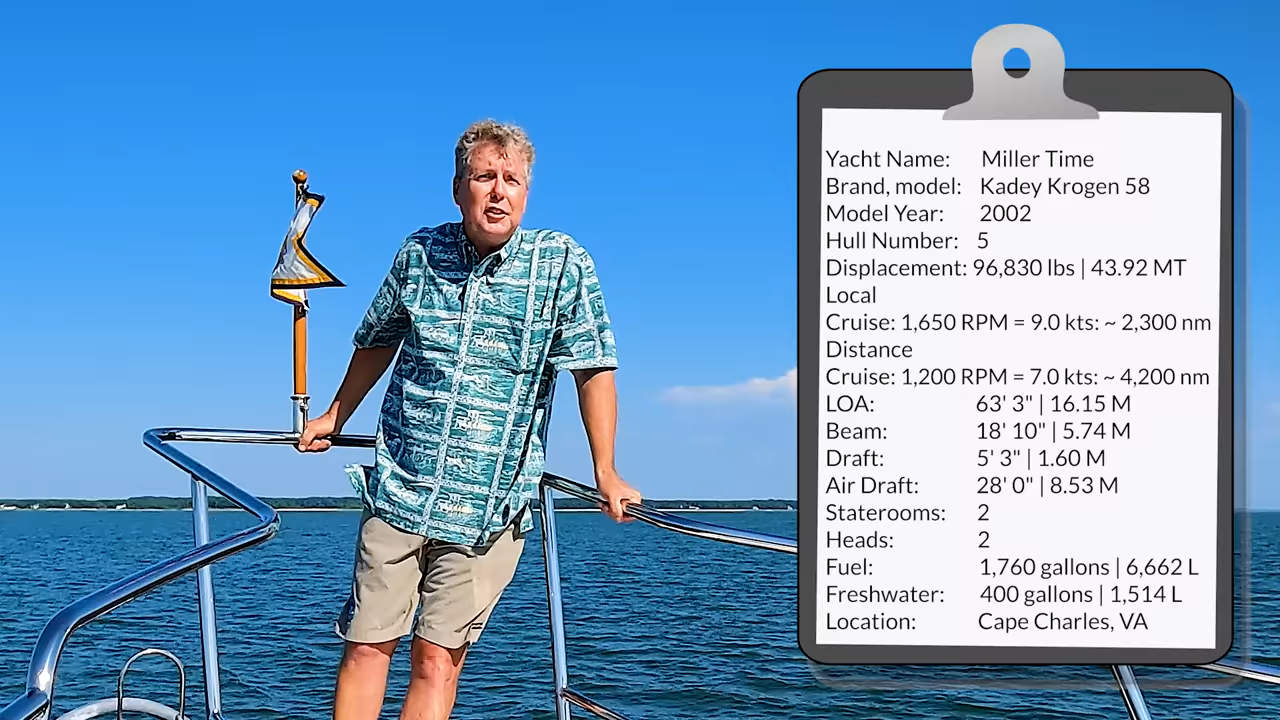 Yacht Name: Miller Time
Brand, model: Kadey Krogen 58
Model Year: 2002
Hull Number: 5
Displacement: 96,830 lbs | 43.92 MT
Local
Cruise: 1,650 RPM = 9.0 kts: ~ 2,300 nm
Distance
Cruise: 1,200 RPM = 7.0 kts: ~ 4,200 nm
LOA: 63' 3" | 16.15 M
Beam: 18' 10" | 5.74 M
Draft: 5' 3" | 1.60 M
Air Draft: 28' 0" | 8.53 M
Staterooms: 2
Heads: 2
Fuel: 1,760 gallons | 6,662 L
Freshwater: 400 gallons | 1,514 L
Location: Cape Charles, VA